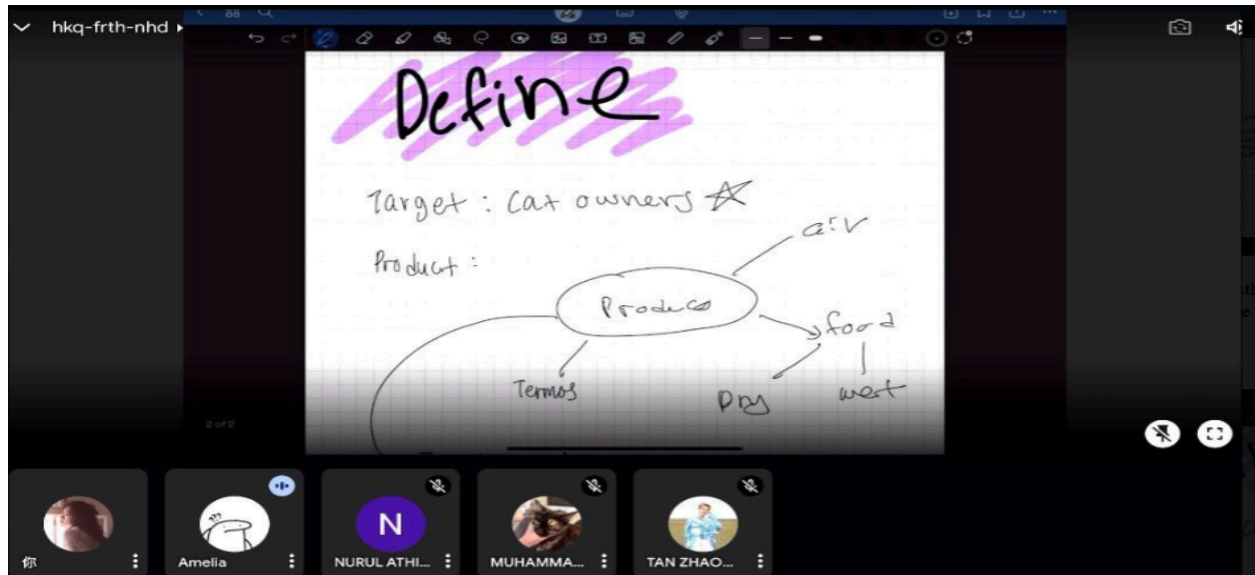 hkq-frth-nhd
Define
Target : Cat owners
air
Product :
Produco
food
Termos
Dry
wet
2 of 2
你
Amelia
N
NURUL ATHI...
MUHAMMA...
TAN ZHAO...